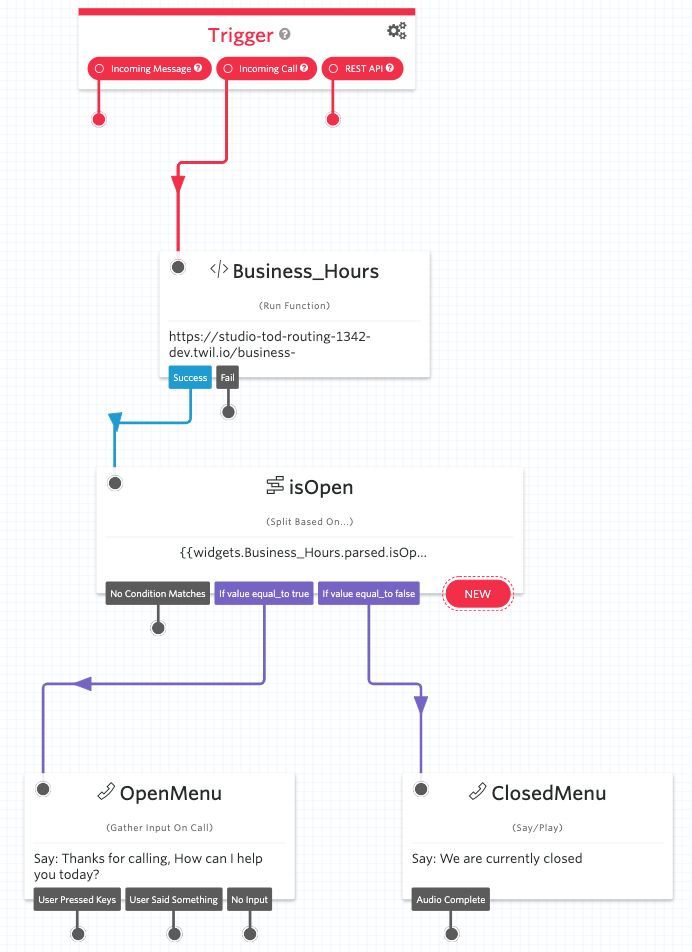 Trigger ?
Incoming Message ? Incoming Call ? REST API ?
</> Business_Hours
(Run Function)
https://studio-tod-routing-1342-
dev.twil.io/business-
Success Fail
isOpen
(Split Based On...)
{{widgets.Business_Hours.parsed.isOp...
No Condition Matches If value equal_to true If value equal_to false NEW
OpenMenu
(Gather Input On Call)
Say: Thanks for calling, How can I help
you today?
User Pressed Keys User Said Something No Input
ClosedMenu
(Say/Play)
Say: We are currently closed
Audio Complete